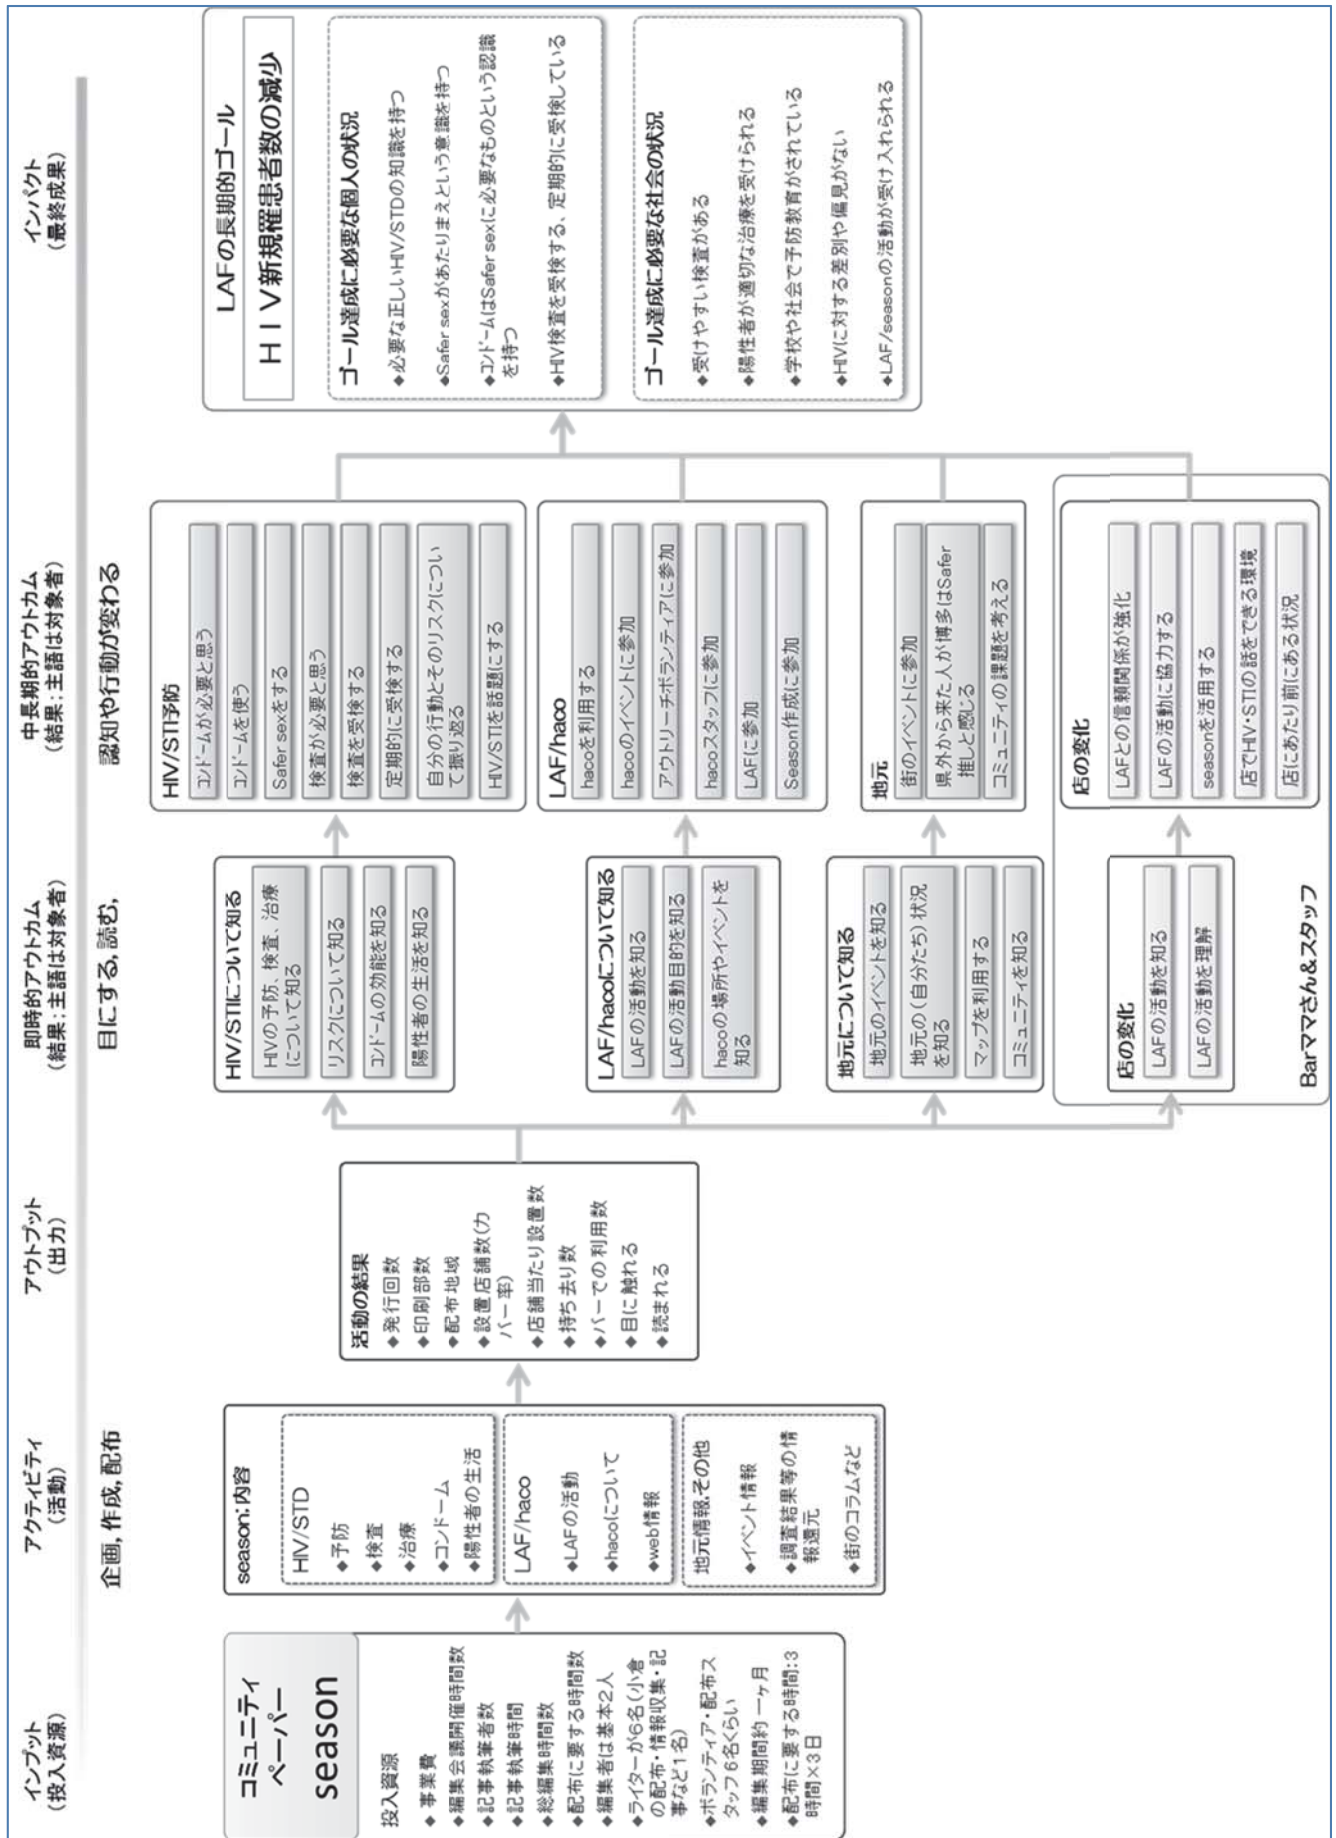 インプット
（投入資源）
アクティビティ
（活動）
アウトプット
（出力）
即時的アウトカム
（結果：主語は対象者）
中長期的アウトカム
（結果：主語は対象者）
インパクト
（最終成果）
企画,作成,配布
目にする,読む,
認知や行動が変わる
コミュニティ
ペーパー
season
投入資源
◆事業費
◆編集会議開催時間数
◆記事執筆者数
◆記事執筆時間
◆総編集時間数
◆配布に要する時間数
◆編集者は基本2人
◆ライターが6名（小倉
の配布・情報収集・記
事など1名）
◆ボランティア・配布ス
タッフ6名くらい
◆編集期間約一ヶ月
◆配布に要する時間:3
時間×3日
season：内容
HIV/STD
◆予防
◆検査
◆治療
◆コンドーム
◆陽性者の生活
LAF/haco
◆LAFの活動
◆hacoについて
◆web情報
地元情報,その他
◆イベント情報
◆調査結果等の情
報還元
◆街のコラムなど
活動の結果
◆発行回数
◆印刷部数
◆配布地域
◆設置店舗数（カ
バー率）
◆店舗当たり設置数
◆持ち去り数
◆バーでの利用数
◆目に触れる
◆読まれる
HIV/STIについて知る
HIVの予防、検査、治療
について知る
リスクについて知る
コンドームの効能を知る
陽性者の生活を知る
LAF/hacoについて知る
LAFの活動を知る
LAFの活動目的を知る
hacoの場所やイベントを
知る
地元について知る
地元のイベントを知る
地元の（自分たち）状況
を知る
マップを利用する
コミュニティを知る
店の変化
LAFの活動を知る
LAFの活動を理解
Barママさん&スタッフ
HIV/STI予防
コンドームが必要と思う
コンドームを使う
Safer sexをする
検査が必要と思う
検査を受検する
定期的に受検する
自分の行動とそのリスクについ
て振り返る
HIV/STIを話題にする
LAF/haco
hacoを利用する
hacoのイベントに参加
アウトリーチボランティアに参加
hacoスタッフに参加
LAFに参加
Season作成に参加
地元
街のイベントに参加
県外から来た人が博多はSafer
推しと感じる
コミュニティの課題を考える
店の変化
LAFとの信頼関係が強化
LAFの活動に協力する
seasonを活用する
店でHIV・STIの話をできる環境
店にあたり前にある状況
LAFの長期的ゴール
ＨＩＶ新規罹患者数の減少
ゴール達成に必要な個人の状況
◆必要な正しいHIV/STDの知識を持つ
◆Safer sexがあたりまえという意識を持つ
◆コンドームはSafer sexに必要なものという認識
を持つ
◆HIV検査を受検する、定期的に受検している
ゴール達成に必要な社会の状況
◆受けやすい検査がある
◆陽性者が適切な治療を受けられる
◆学校や社会で予防教育がされている
◆HIVに対する差別や偏見がない
◆LAF/seasonの活動が受け入れられる